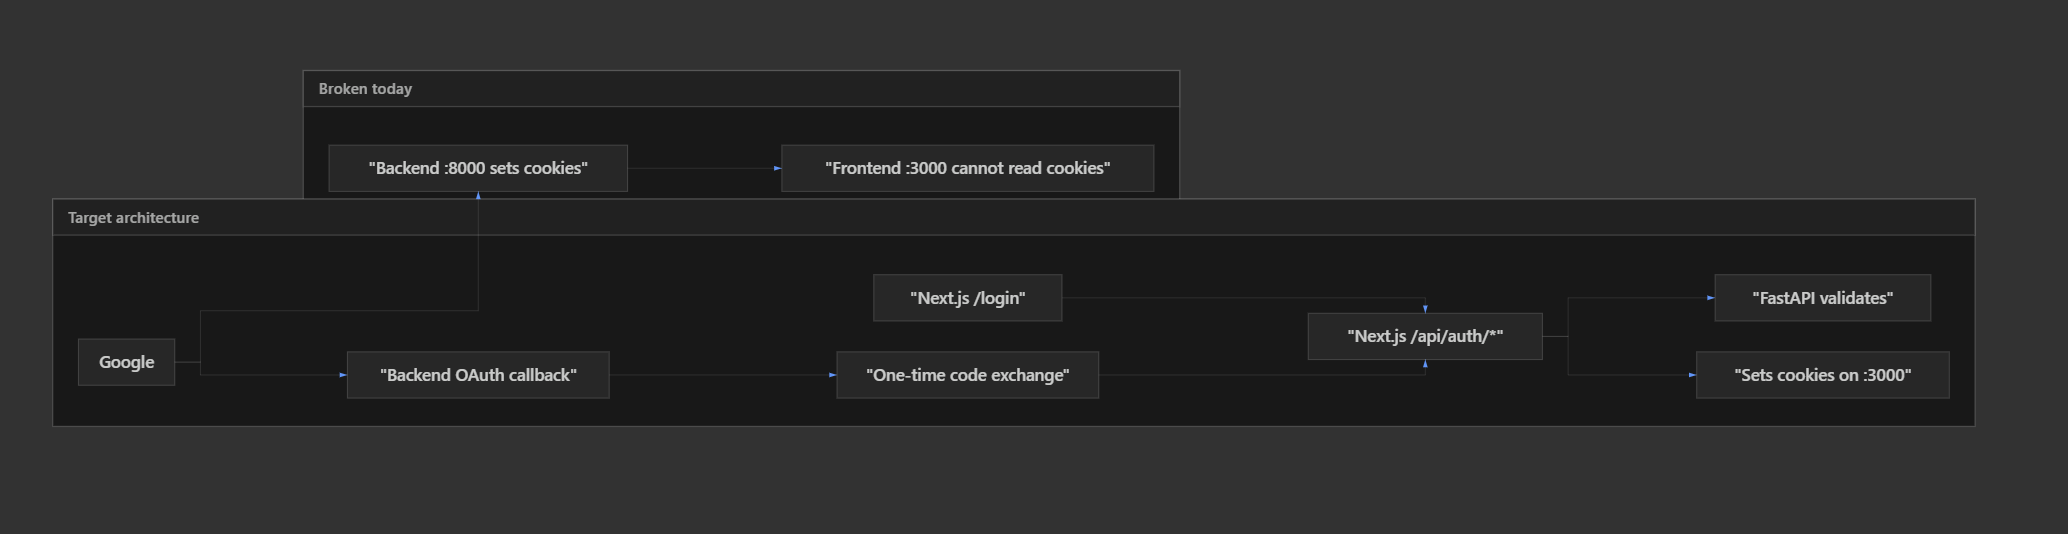 Broken today
"Backend :8000 sets cookies"
"Frontend :3000 cannot read cookies"
Target architecture
"Next.js /login"
"FastAPI validates"
"Next.js /api/auth/*"
Google
"Backend OAuth callback"
"One-time code exchange"
"Sets cookies on :3000"